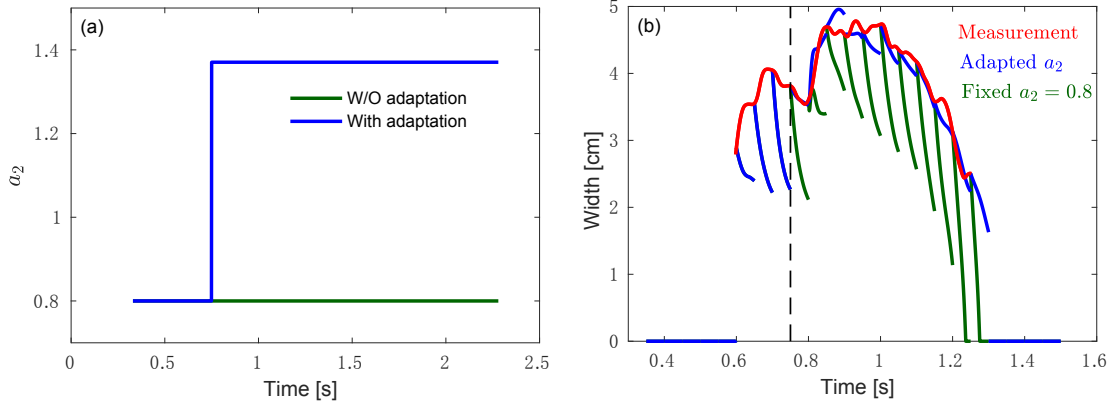 (a)
1.4
1.2
1
0.8
a₂
W/O adaptation
With adaptation
0
0.5
1
1.5
2
2.5
Time [s]
(b)
5
4
3
2
1
0
Width [cm]
Measurement
Adapted a₂
Fixed a₂ = 0.8
0.4
0.6
0.8
1
1.2
1.4
1.6
Time [s]